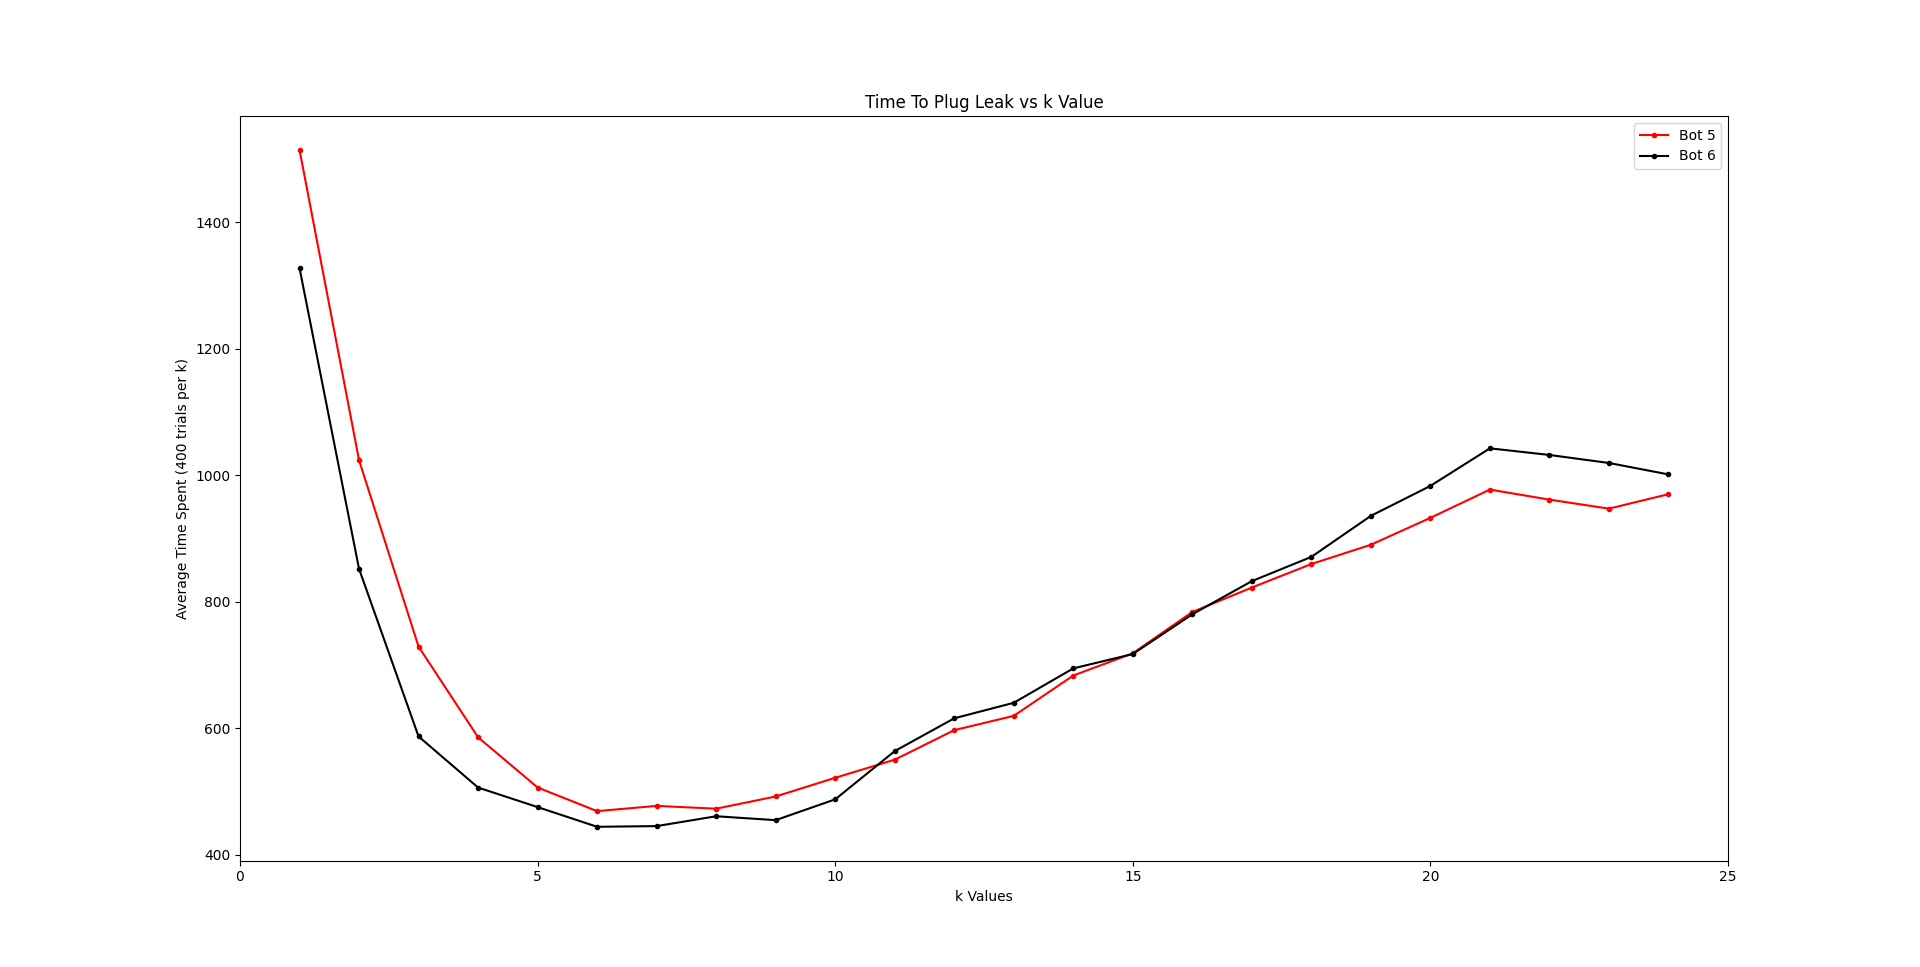 Time To Plug Leak vs k Value
Bot 5
Bot 6
1400
1200
1000
800
600
400
Average Time Spent (400 trials per k)
0 5 10 15 20 25
k Values